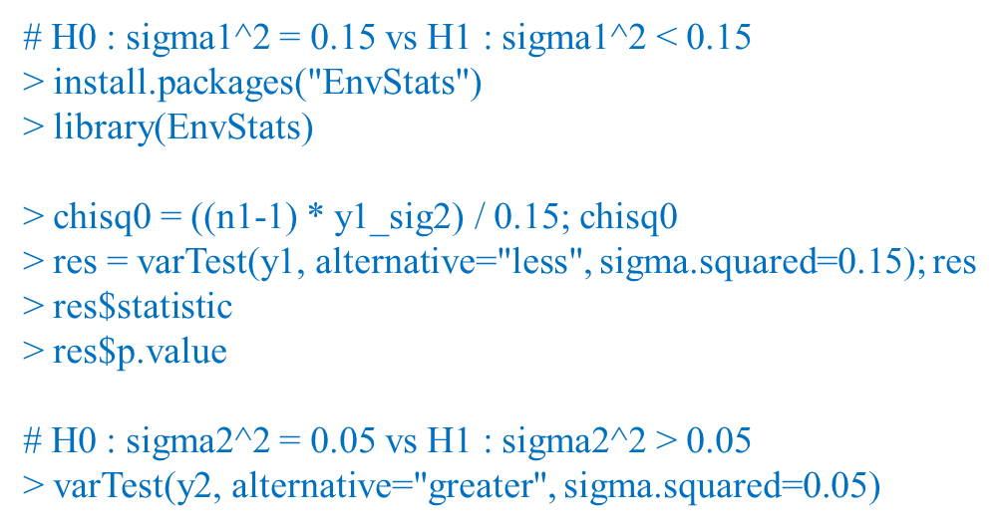 # H0 : sigma1^2 = 0.15 vs H1 : sigma1^2 < 0.15
> install.packages("EnvStats")
> library(EnvStats)
> chisq0 = ((n1-1) * y1_sig2) / 0.15; chisq0
> res = varTest(y1, alternative="less", sigma.squared=0.15); res
> res$statistic
> res$p.value
# H0 : sigma2^2 = 0.05 vs H1 : sigma2^2 > 0.05
> varTest(y2, alternative="greater", sigma.squared=0.05)